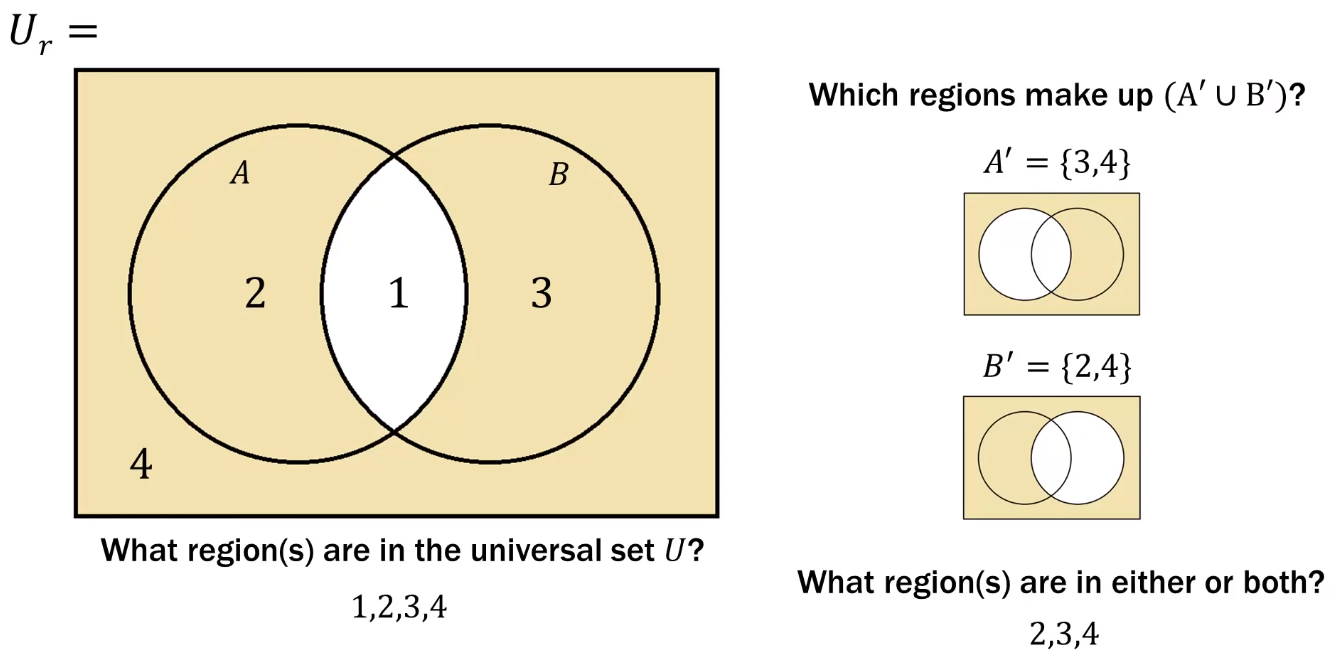 U_r =
A
B
2
1
3
4
What region(s) are in the universal set U?
1,2,3,4
Which regions make up (A′ ∪ B′)?
A′ = {3,4}
B′ = {2,4}
What region(s) are in either or both?
2,3,4